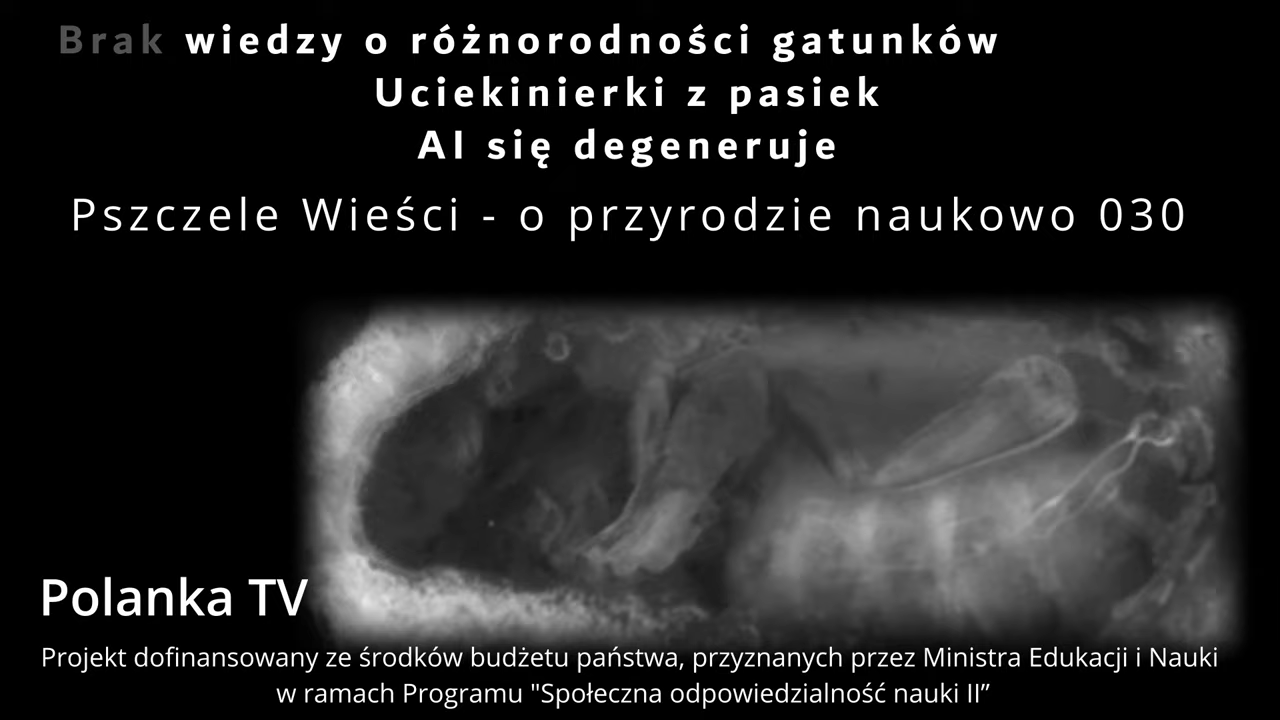 Brak wiedzy o różnorodności gatunków
Uciekinierki z pasiek
AI się degeneruje
Pszczele Wieści - o przyrodzie naukowo 030
Polanka TV
Projekt dofinansowany ze środków budżetu państwa, przyznanych przez Ministra Edukacji i Nauki
w ramach Programu "Społeczna odpowiedzialność nauki II”